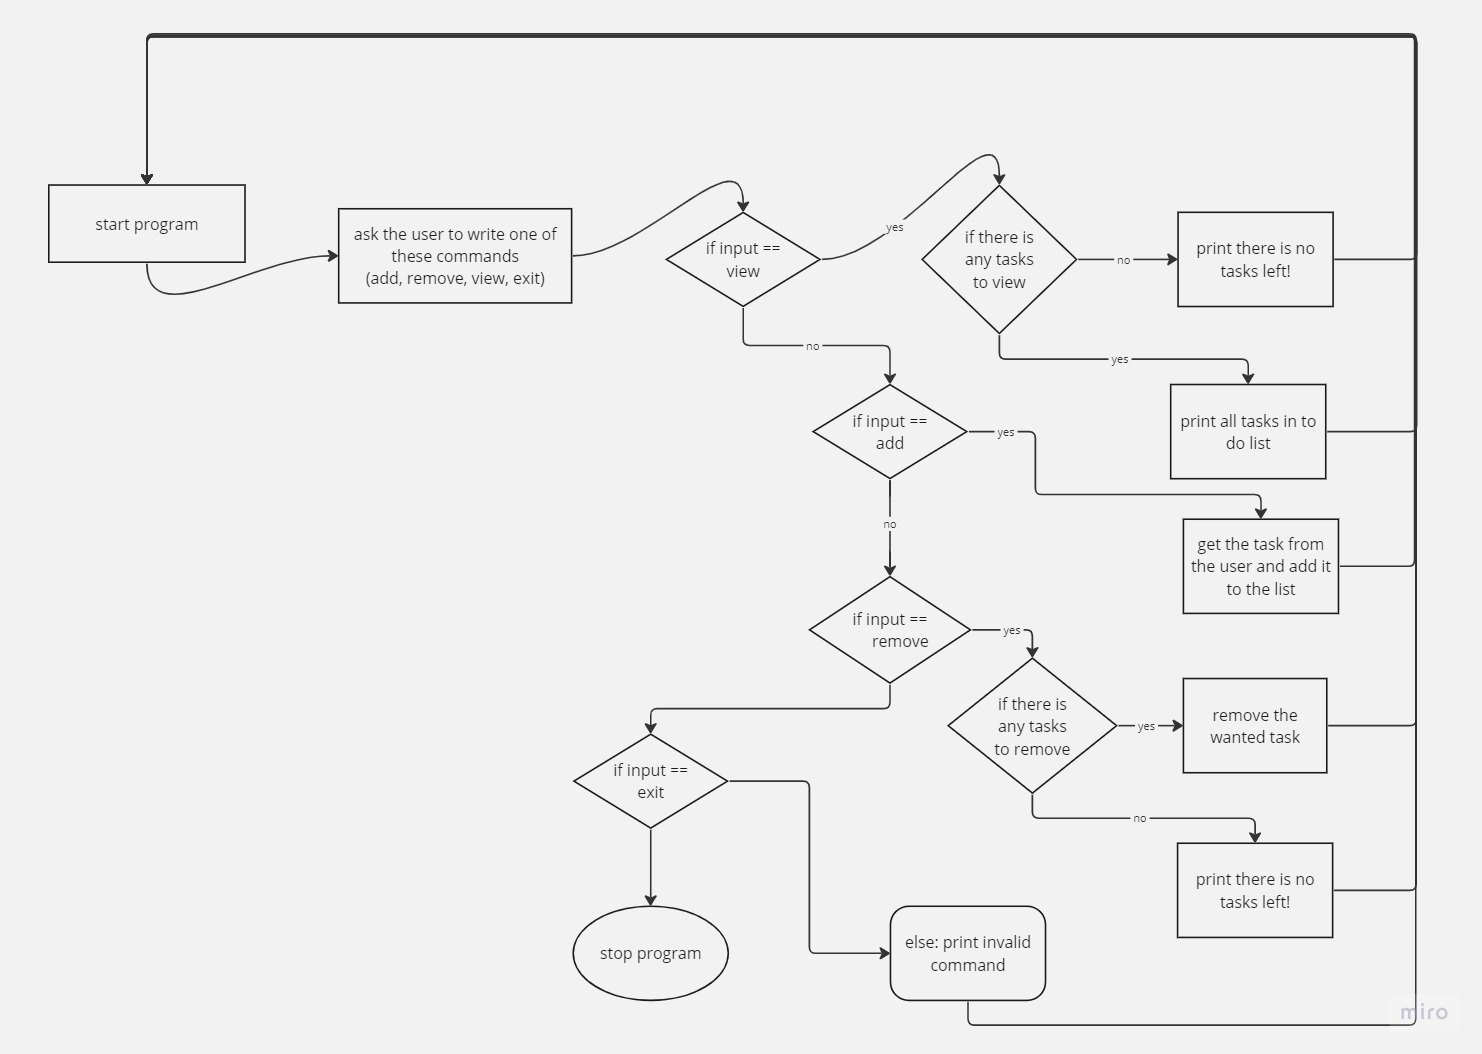 start program
ask the user to write one of
these commands
(add, remove, view, exit)
if input ==
view
yes
if there is
any tasks
to view
no
print there is no
tasks left!
no
yes
if input ==
add
yes
print all tasks in to
do list
no
get the task from
the user and add it
to the list
if input ==
remove
yes
if there is
any tasks
to remove
yes
remove the
wanted task
if input ==
exit
no
print there is no
tasks left!
stop program
else: print invalid
command
miro